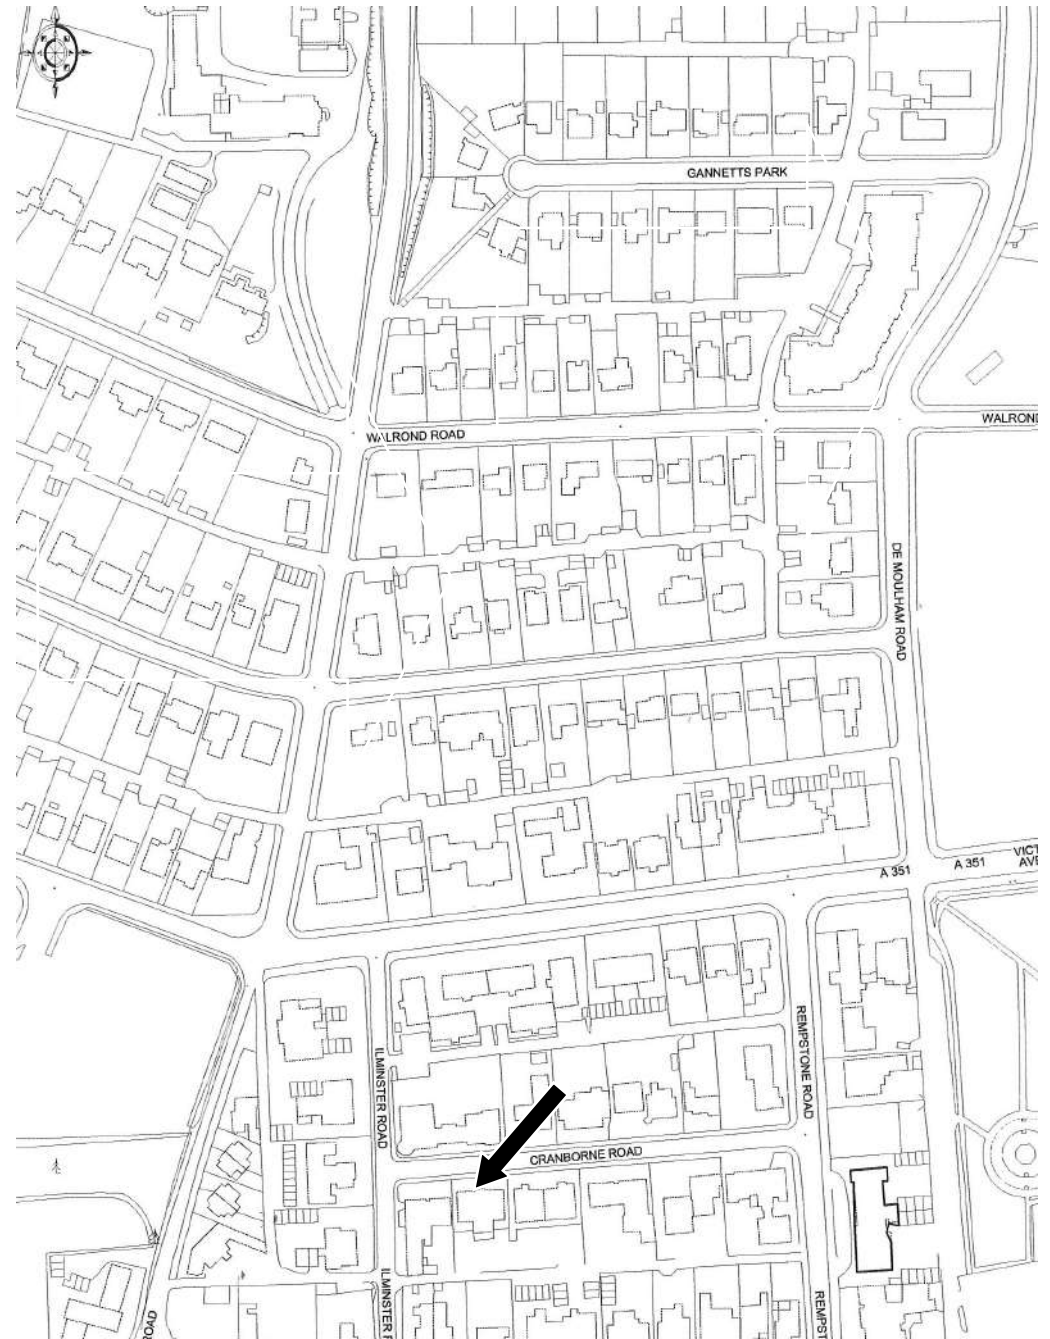 GANNETTS PARK
WALROND ROAD
WALROND
DE MOULHAM ROAD
A 351
A 351
VICT
AVE
REMPSTONE ROAD
ILMINSTER ROAD
CRANBORNE ROAD
ILMINSTER R
REMPST
ROAD